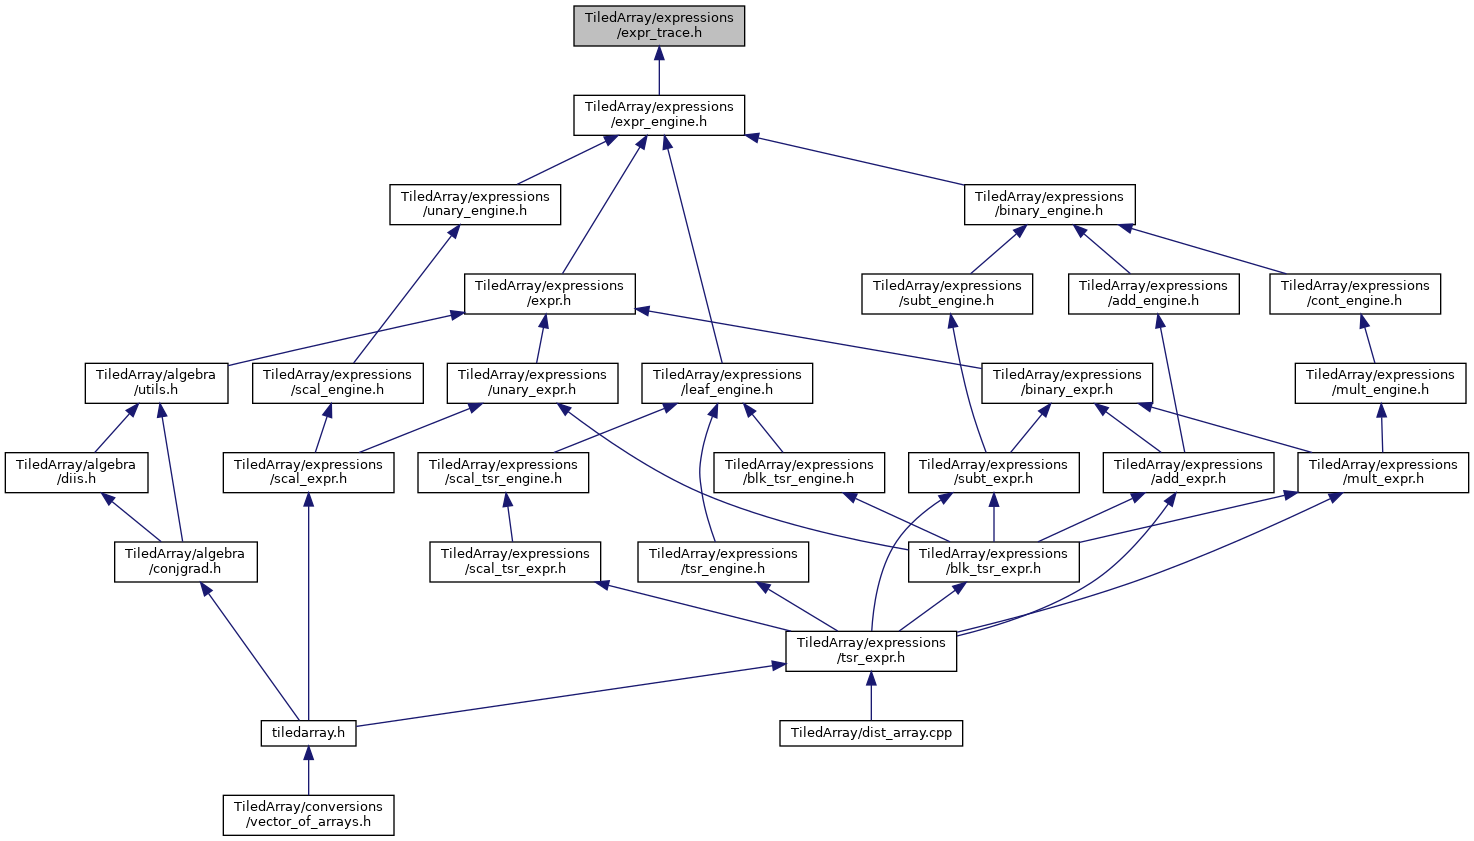 TiledArray/expressions
/expr_trace.h
TiledArray/expressions
/expr_engine.h
TiledArray/expressions
/unary_engine.h
TiledArray/expressions
/binary_engine.h
TiledArray/expressions
/expr.h
TiledArray/expressions
/subt_engine.h
TiledArray/expressions
/add_engine.h
TiledArray/expressions
/cont_engine.h
TiledArray/algebra
/utils.h
TiledArray/expressions
/scal_engine.h
TiledArray/expressions
/unary_expr.h
TiledArray/expressions
/leaf_engine.h
TiledArray/expressions
/binary_expr.h
TiledArray/expressions
/mult_engine.h
TiledArray/algebra
/diis.h
TiledArray/expressions
/scal_expr.h
TiledArray/expressions
/scal_tsr_engine.h
TiledArray/expressions
/blk_tsr_engine.h
TiledArray/expressions
/subt_expr.h
TiledArray/expressions
/add_expr.h
TiledArray/expressions
/mult_expr.h
TiledArray/algebra
/conjgrad.h
TiledArray/expressions
/scal_tsr_expr.h
TiledArray/expressions
/tsr_engine.h
TiledArray/expressions
/blk_tsr_expr.h
TiledArray/expressions
/tsr_expr.h
tiledarray.h
TiledArray/dist_array.cpp
TiledArray/conversions
/vector_of_arrays.h